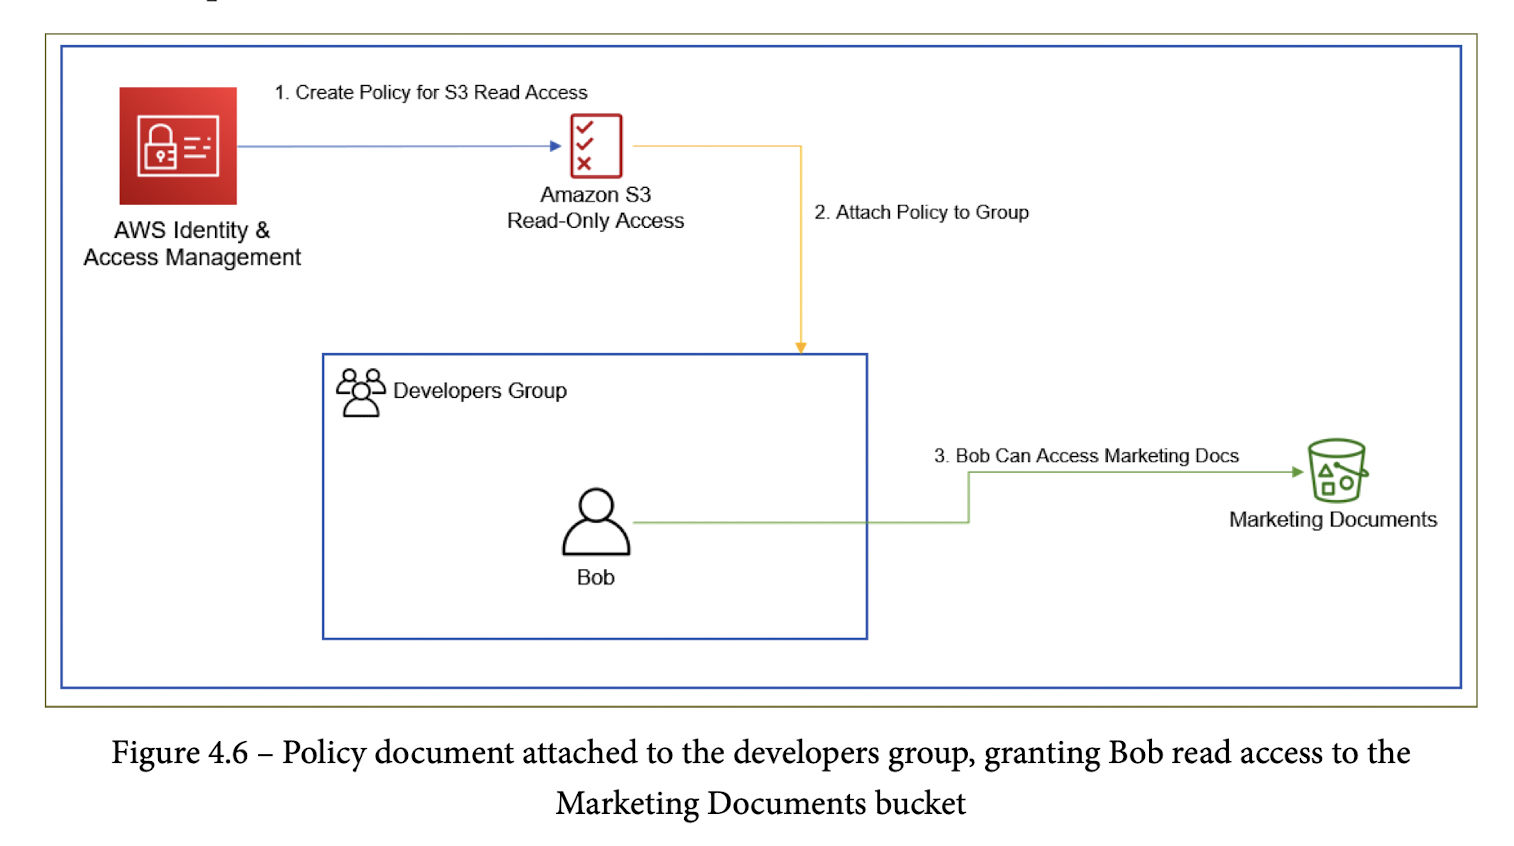 1. Create Policy for S3 Read Access
AWS Identity &
Access Management
Amazon S3
Read-Only Access
2. Attach Policy to Group
Developers Group
Bob
3. Bob Can Access Marketing Docs
Marketing Documents
Figure 4.6 – Policy document attached to the developers group, granting Bob read access to the
Marketing Documents bucket